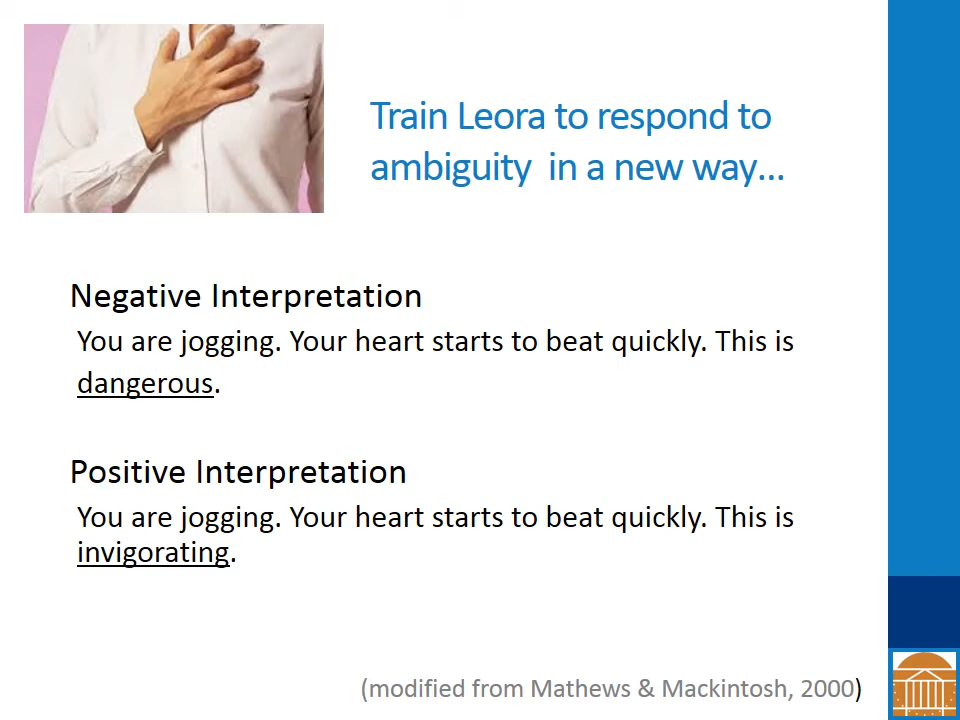 Train Leora to respond to
ambiguity in a new way...
Negative Interpretation
You are jogging. Your heart starts to beat quickly. This is
dangerous.
Positive Interpretation
You are jogging. Your heart starts to beat quickly. This is
invigorating.
(modified from Mathews & Mackintosh, 2000)